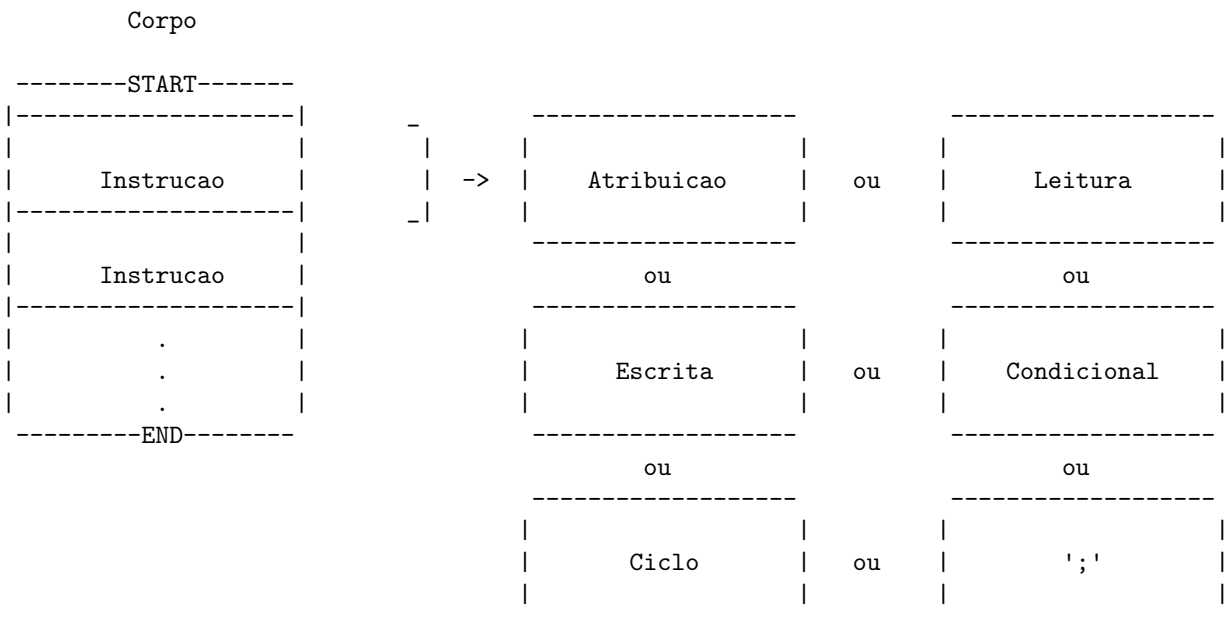 Corpo
--------START-------
|--------------------| _ ------------------- -------------------
| | | | | | |
| Instrucao | | -> | Atribuicao | ou | Leitura |
|--------------------| _| | | | |
| | ------------------- -------------------
| Instrucao | ou ou
|--------------------| ------------------- -------------------
| . | | | | |
| . | | Escrita | ou | Condicional |
| . | | | | |
---------END-------- ------------------- -------------------
ou ou
------------------- -------------------
| | | |
| Ciclo | ou | ';' |
| | | |